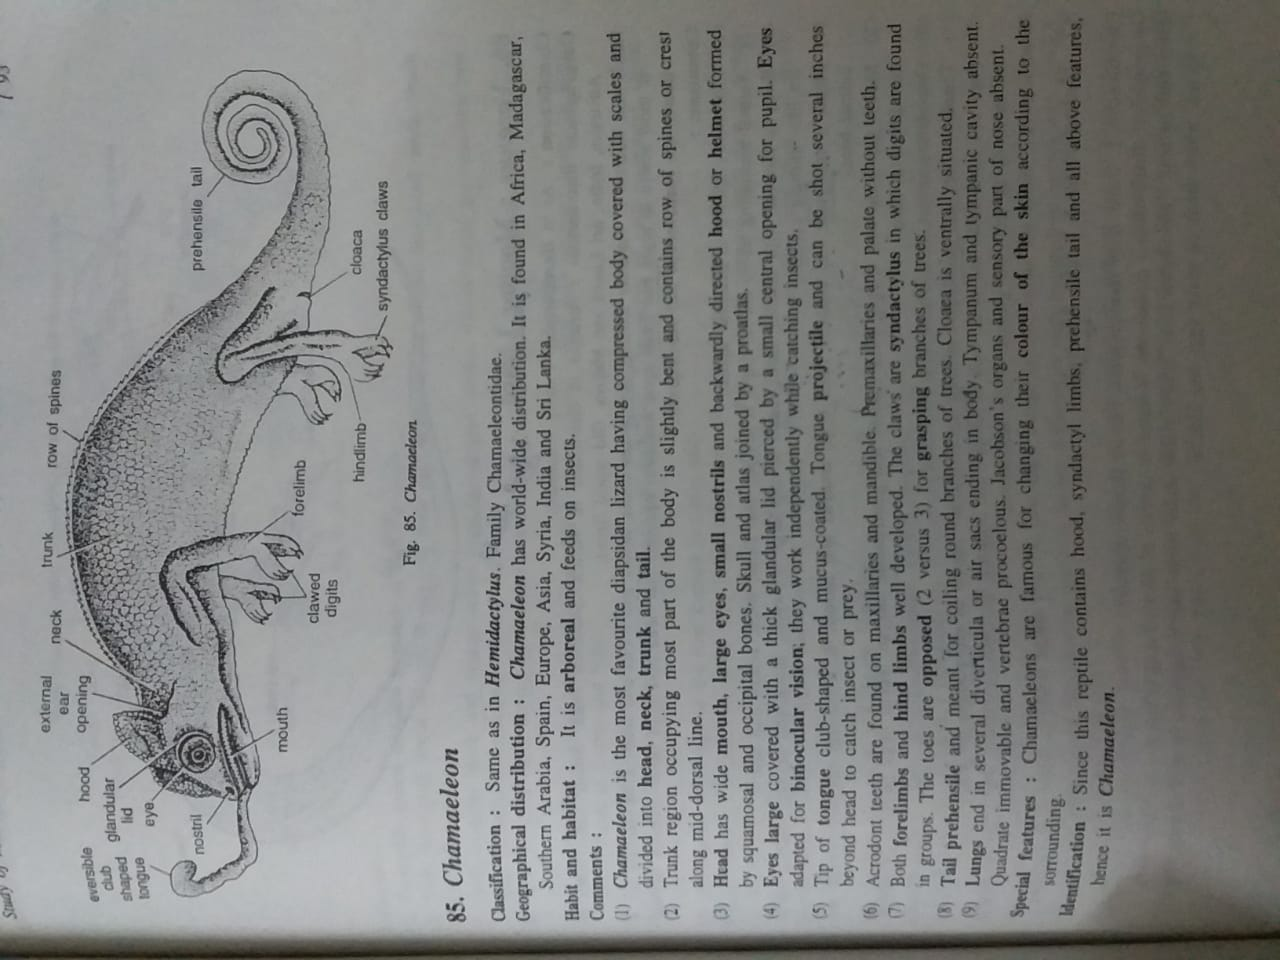 Study of
193
eversible
club
shaped
tongue
hood
glandular
lid
eye
nostril
external
ear
opening
neck
trunk
row of spines
prehensile tail
cloaca
syndactylus claws
hindlimb
forelimb
clawed
digits
mouth
Fig. 85. Chamaeleon
85. Chamaeleon
Classification : Same as in Hemidactylus. Family Chamaeleontidae.
Geographical distribution : Chamaeleon has world-wide distribution. It is found in Africa, Madagascar,
Southern Arabia, Spain, Europe, Asia, Syria, India and Sri Lanka.
Habit and habitat : It is arboreal and feeds on insects.
Comments :
(1) Chamaeleon is the most favourite diapsidan lizard having compressed body covered with scales and
divided into head, neck, trunk and tail.
(2) Trunk region occupying most part of the body is slightly bent and contains row of spines or crest
along mid-dorsal line.
(3) Head has wide mouth, large eyes, small nostrils and backwardly directed hood or helmet formed
by squamosal and occipital bones. Skull and atlas joined by a proatlas.
(4) Eyes large covered with a thick glandular lid pierced by a small central opening for pupil. Eyes
adapted for binocular vision; they work independently while catching insects.
(5) Tip of tongue club-shaped and mucus-coated. Tongue projectile and can be shot several inches
beyond head to catch insect or prey.
(6) Acrodont teeth are found on maxillaries and mandible. Premaxillaries and palate without teeth.
(7) Both forelimbs and hind limbs well developed. The claws are syndactylus in which digits are found
in groups. The toes are opposed (2 versus 3) for grasping branches of trees.
(8) Tail prehensile and meant for coiling round branches of trees. Cloaca is ventrally situated.
(9) Lungs end in several diverticula or air sacs ending in body. Tympanum and tympanic cavity absent.
Quadrate immovable and vertebrae procoelous. Jacobson's organs and sensory part of nose absent.
Special features : Chamaeleons are famous for changing their colour of the skin according to the
sorrounding.
Identification : Since this reptile contains hood, syndactyl limbs, prehensile tail and all above features,
hence it is Chamaeleon.